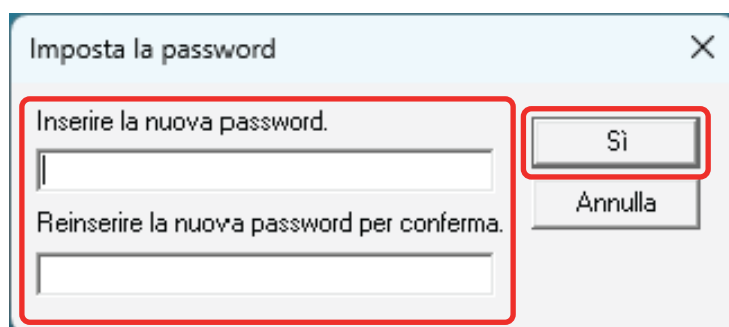 Imposta la password
Inserire la nuova password.
Sì
Annulla
Reinserire la nuova password per conferma.